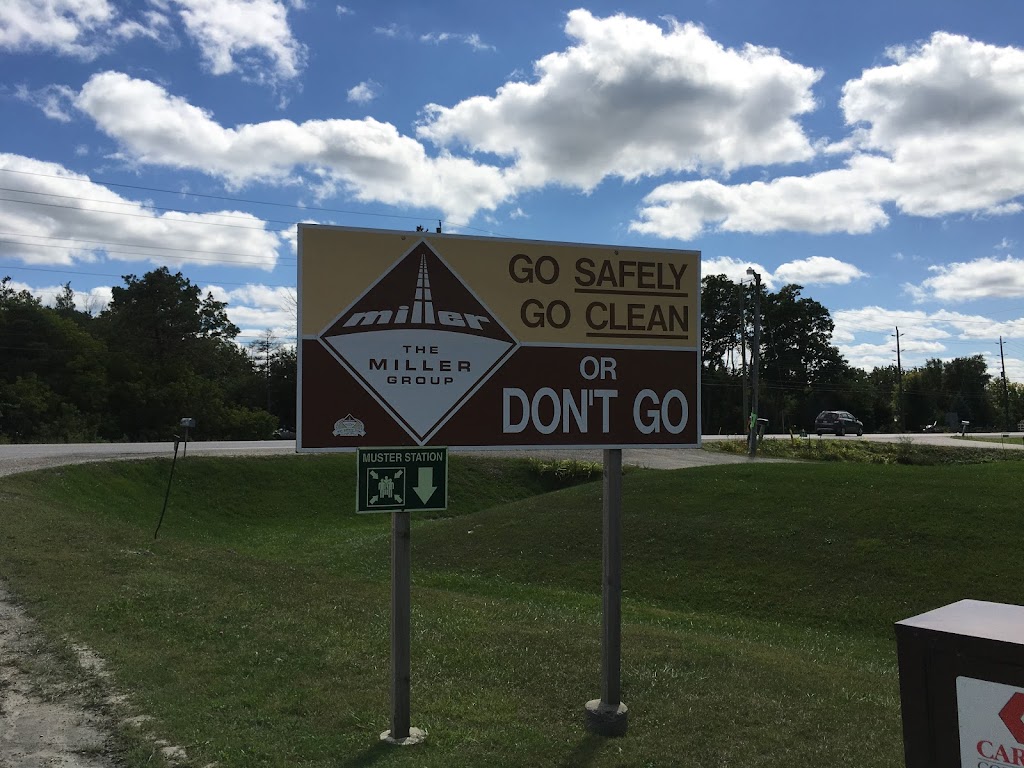 miller
THE
MILLER
GROUP
GO SAFELY
GO CLEAN
OR
DON'T GO
MUSTER STATION